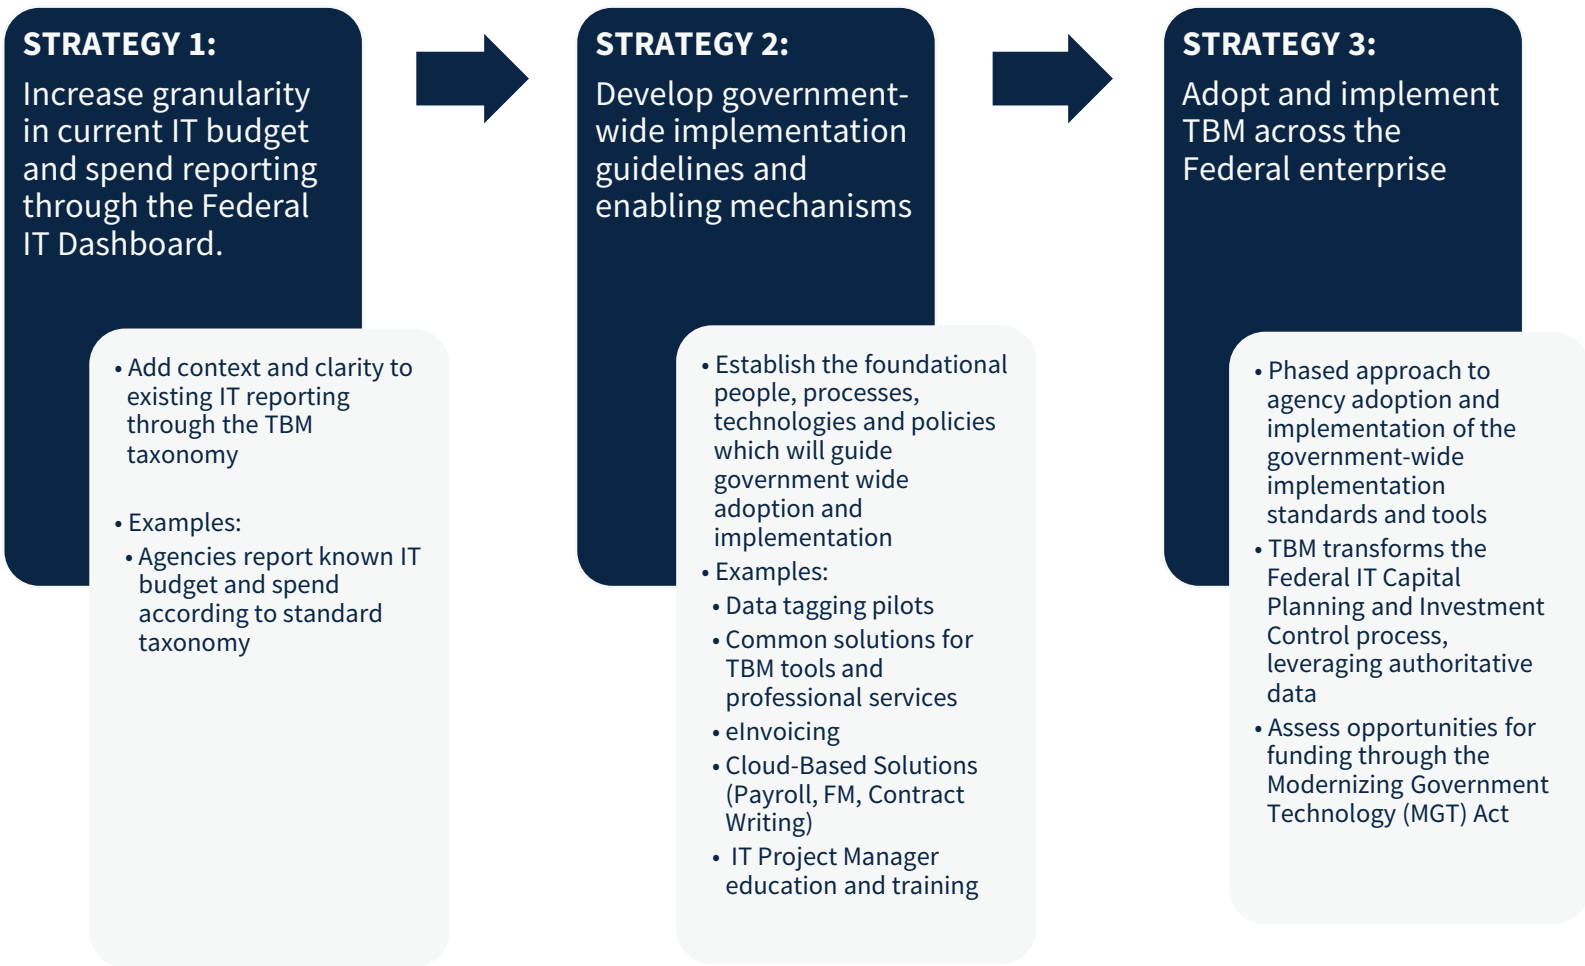 STRATEGY 1:
Increase granularity
in current IT budget
and spend reporting
through the Federal
IT Dashboard.
• Add context and clarity to
existing IT reporting
through the TBM
taxonomy
• Examples:
• Agencies report known IT
budget and spend
according to standard
taxonomy
STRATEGY 2:
Develop government-
wide implementation
guidelines and
enabling mechanisms
• Establish the foundational
people, processes,
technologies and policies
which will guide
government wide
adoption and
implementation
• Examples:
• Data tagging pilots
• Common solutions for
TBM tools and
professional services
• eInvoicing
• Cloud-Based Solutions
(Payroll, FM, Contract
Writing)
• IT Project Manager
education and training
STRATEGY 3:
Adopt and implement
TBM across the
Federal enterprise
• Phased approach to
agency adoption and
implementation of the
government-wide
implementation
standards and tools
• TBM transforms the
Federal IT Capital
Planning and Investment
Control process,
leveraging authoritative
data
• Assess opportunities for
funding through the
Modernizing Government
Technology (MGT) Act